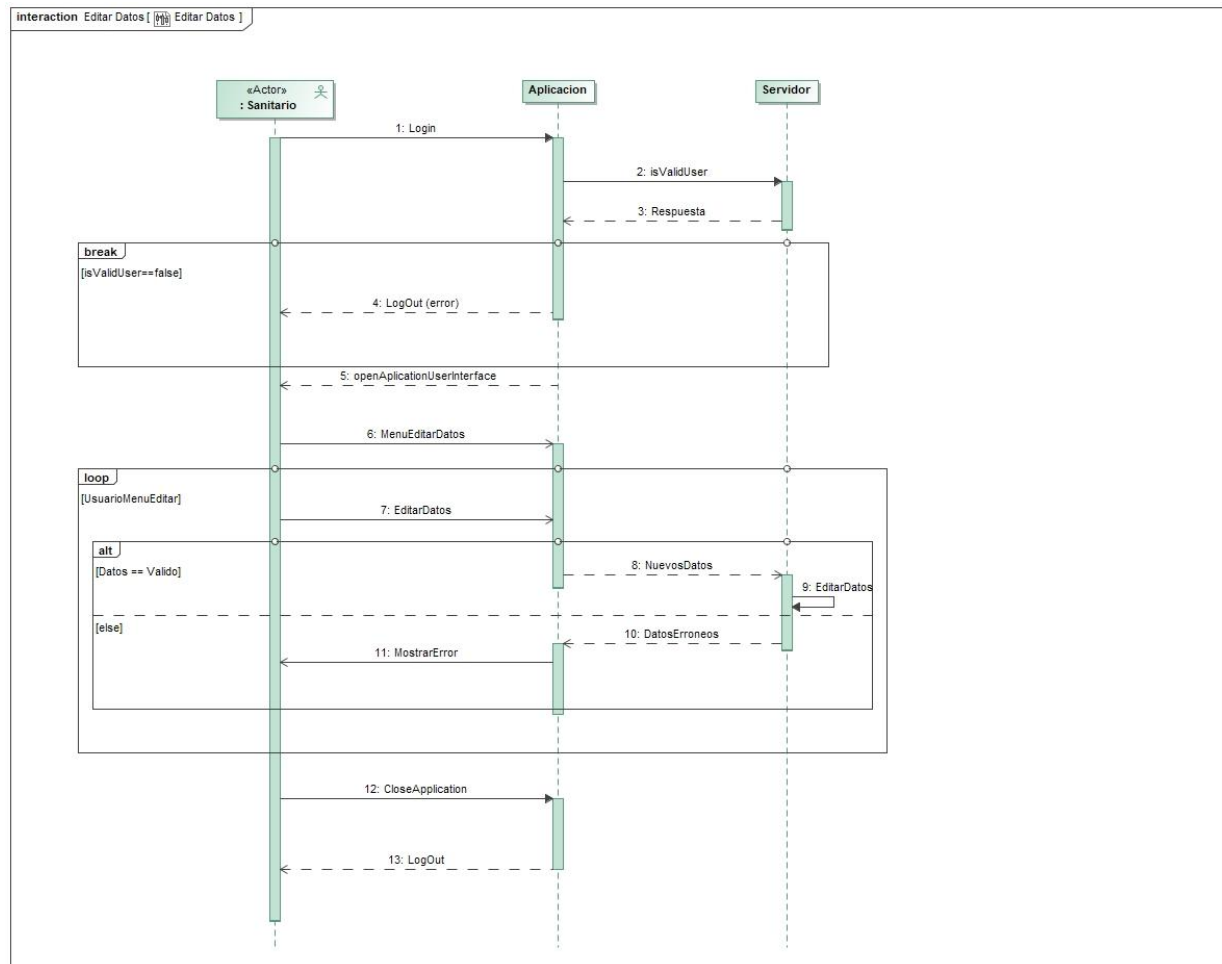 interaction Editar Datos [ Editar Datos ]
«Actor»
: Sanitario
Aplicacion
Servidor
1: Login
2: isValidUser
3: Respuesta
break
[isValidUser==false]
4: LogOut (error)
5: openAplicationUserInterface
6: MenuEditarDatos
loop
[UsuarioMenuEditar]
7: EditarDatos
alt
[Datos == Valido]
8: NuevosDatos
9: EditarDatos
[else]
10: DatosErroneos
11: MostrarError
12: CloseApplication
13: LogOut